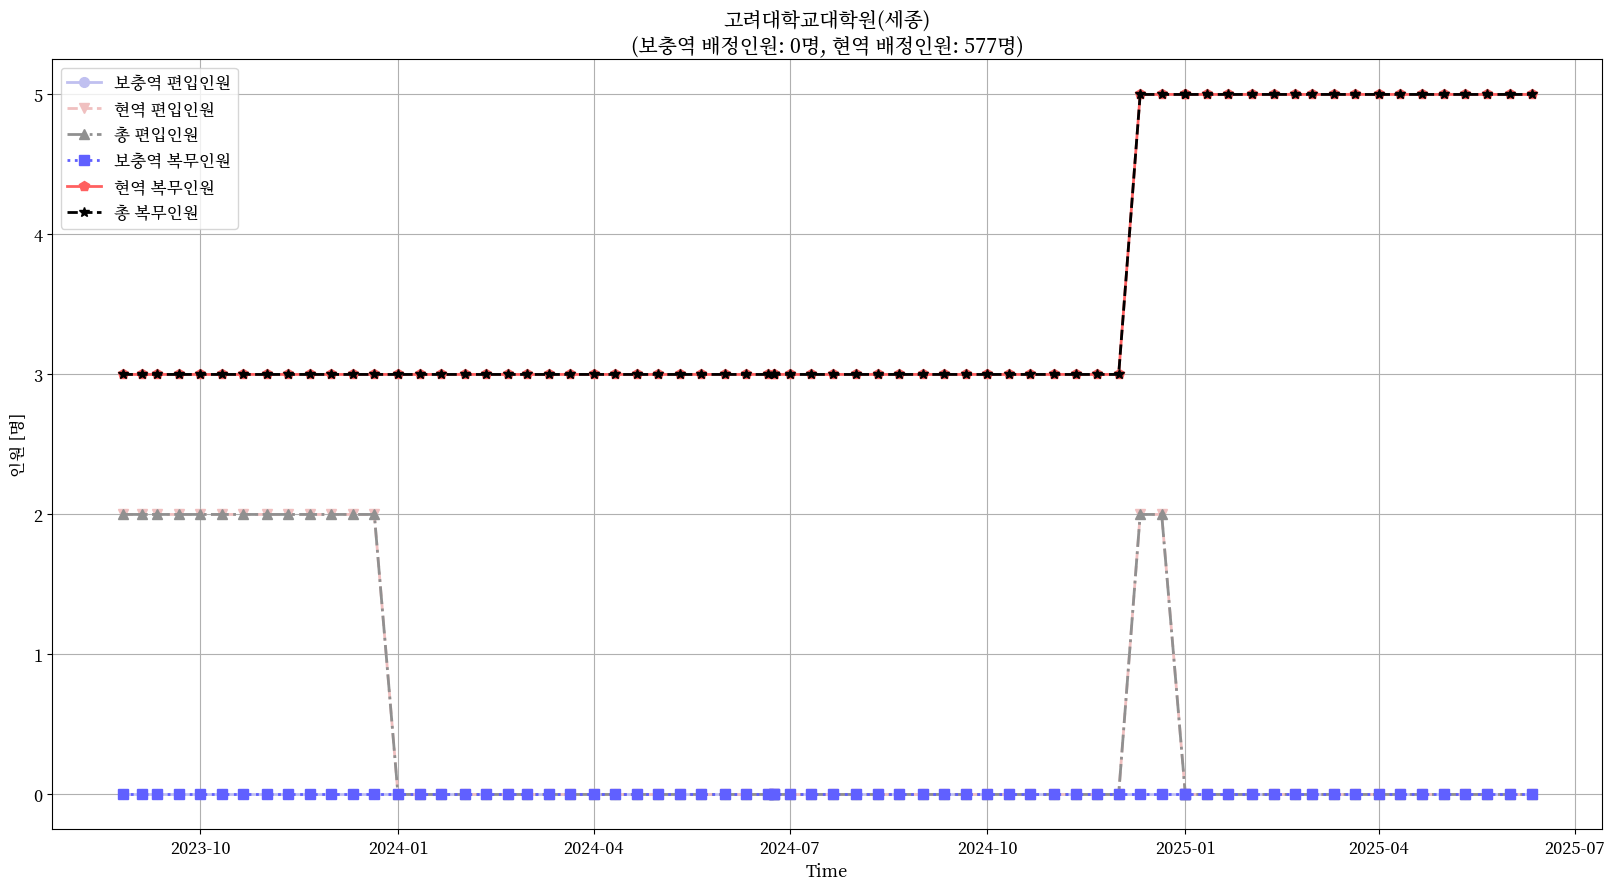 고려대학교대학원(세종)
(보충역 배정인원: 0명, 현역 배정인원: 577명)
보충역 편입인원
현역 편입인원
총 편입인원
보충역 복무인원
현역 복무인원
총 복무인원
5
4
3
2
1
0
인원 [명]
2023-10
2024-01
2024-04
2024-07
2024-10
2025-01
2025-04
2025-07
Time